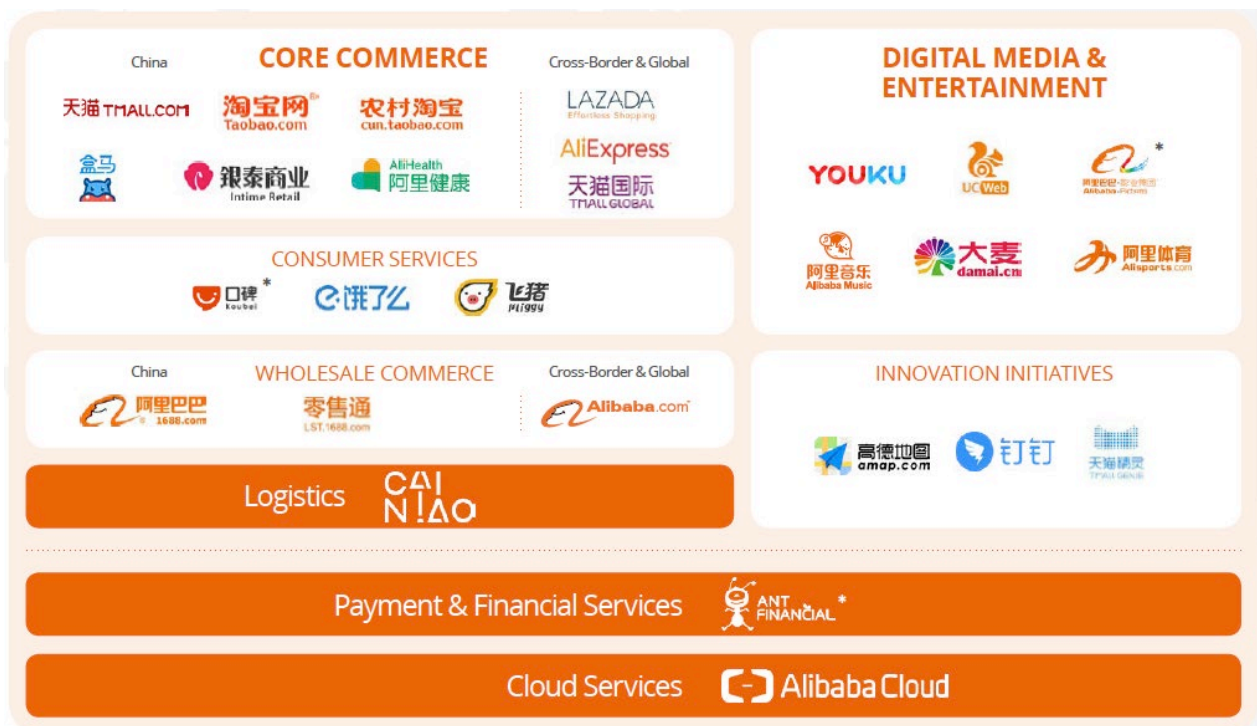 CORE COMMERCE
China
Cross-Border & Global
天猫 TMALL.COM
淘宝网®
Taobao.com
农村淘宝
cun.taobao.com
LAZADA
Effortless Shopping
盒马
銀泰商业
Intime Retail
AliHealth
阿里健康
AliExpress
天猫国际
TMALL GLOBAL
CONSUMER SERVICES
口碑*
Koubei
饿了么
飞猪
Fliggy
China
WHOLESALE COMMERCE
Cross-Border & Global
阿里巴巴
1688.com
零售通
LST.1688.com
Alibaba.com
Logistics
CAI
NIAO
DIGITAL MEDIA &
ENTERTAINMENT
YOUKU
UCWeb
*
阿里音乐
Alibaba Music
大麦
damai.cn
阿里体育
Alisports.com
INNOVATION INITIATIVES
高德地图
amap.com
钉钉
天猫精灵
TMALL GENIE
Payment & Financial Services
ANT
FINANCIAL*
Cloud Services
Alibaba Cloud